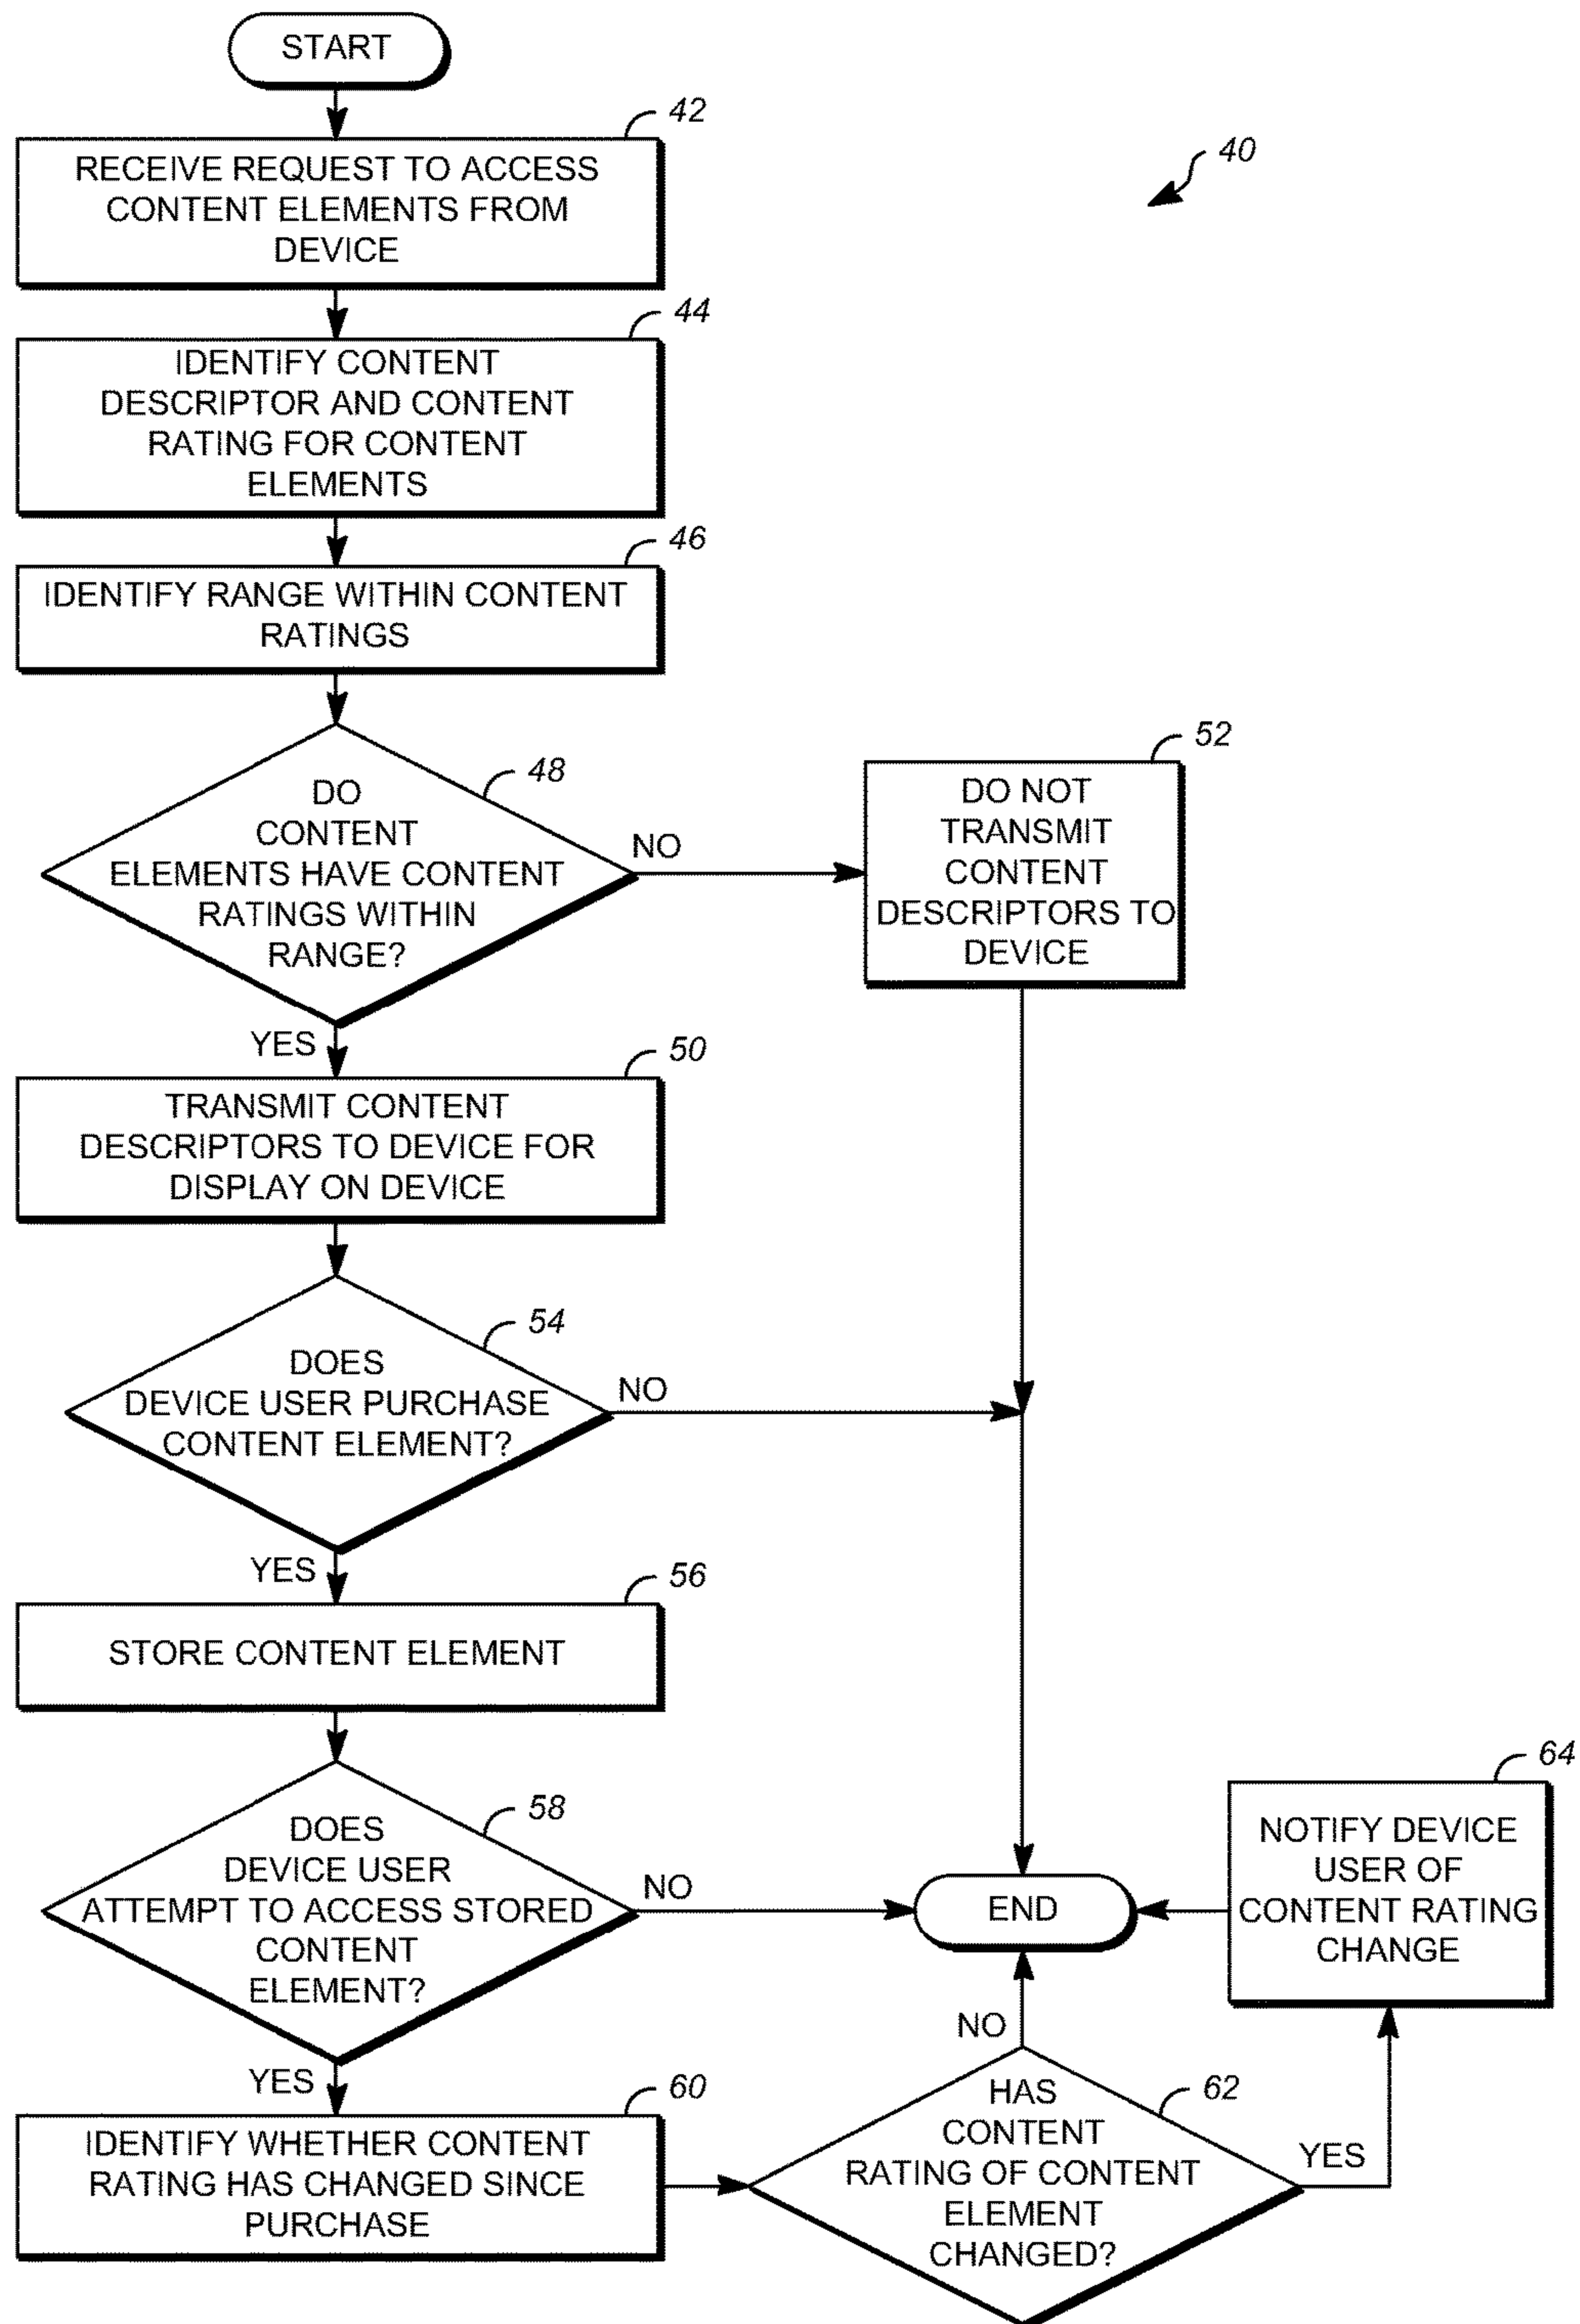 START
42
RECEIVE REQUEST TO ACCESS
CONTENT ELEMENTS FROM
DEVICE
40
44
IDENTIFY CONTENT
DESCRIPTOR AND CONTENT
RATING FOR CONTENT
ELEMENTS
46
IDENTIFY RANGE WITHIN CONTENT
RATINGS
48
DO
CONTENT
ELEMENTS HAVE CONTENT
RATINGS WITHIN
RANGE?
NO
52
DO NOT
TRANSMIT
CONTENT
DESCRIPTORS TO
DEVICE
YES
50
TRANSMIT CONTENT
DESCRIPTORS TO DEVICE FOR
DISPLAY ON DEVICE
54
DOES
DEVICE USER PURCHASE
CONTENT ELEMENT?
NO
YES
56
STORE CONTENT ELEMENT
58
DOES
DEVICE USER
ATTEMPT TO ACCESS STORED
CONTENT
ELEMENT?
NO
END
64
NOTIFY DEVICE
USER OF
CONTENT RATING
CHANGE
YES
60
IDENTIFY WHETHER CONTENT
RATING HAS CHANGED SINCE
PURCHASE
NO
62
HAS
CONTENT
RATING OF CONTENT
ELEMENT
CHANGED?
YES